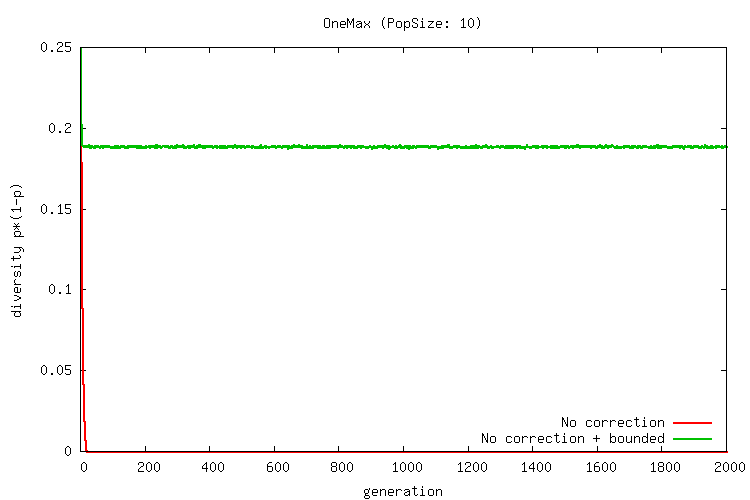 OneMax (PopSize: 10)
0.25
0.2
0.15
0.1
0.05
0
diversity p*(1-p)
No correction
No correction + bounded
0 200 400 600 800 1000 1200 1400 1600 1800 2000
generation